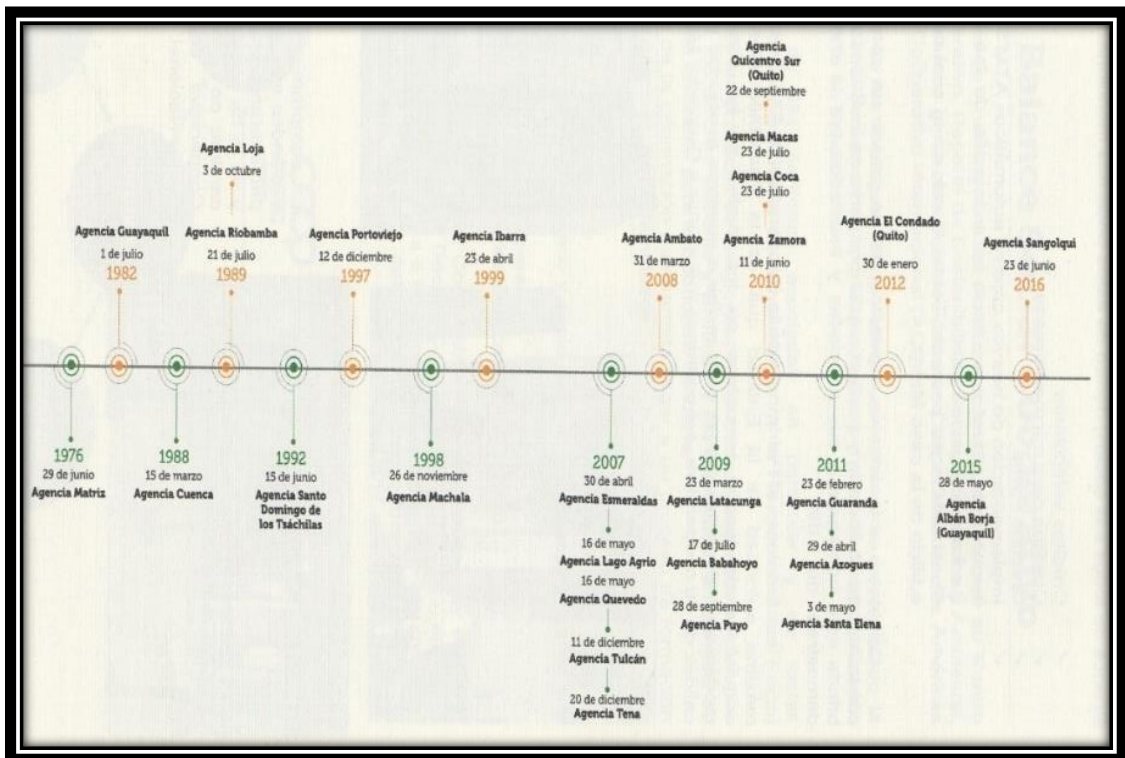 Agencia
Quicentro Sur
(Quito)
22 de septiembre
Agencia Macas
23 de julio
Agencia Coca
23 de julio
Agencia Loja
3 de octubre
Agencia Guayaquil
1 de julio
1982
Agencia Riobamba
21 de julio
1989
Agencia Portoviejo
12 de diciembre
1997
Agencia Ibarra
23 de abril
1999
Agencia Ambato
31 de marzo
2008
Agencia Zamora
11 de junio
2010
Agencia El Condado
(Quito)
30 de enero
2012
Agencia Sangolqui
23 de junio
2016
1976
29 de junio
Agencia Matriz
1988
15 de marzo
Agencia Cuenca
1992
15 de junio
Agencia Santo
Domingo de
los Tsáchilas
1998
26 de noviembre
Agencia Machala
2007
30 de abril
Agencia Esmeraldas
16 de mayo
Agencia Lago Agrio
16 de mayo
Agencia Quevedo
11 de diciembre
Agencia Tulcán
20 de diciembre
Agencia Tena
2009
23 de marzo
Agencia Latacunga
17 de julio
Agencia Babahoyo
28 de septiembre
Agencia Puyo
2011
23 de febrero
Agencia Guaranda
29 de abril
Agencia Azogues
3 de mayo
Agencia Santa Elena
2015
28 de mayo
Agencia
Albán Borja
(Guayaquil)